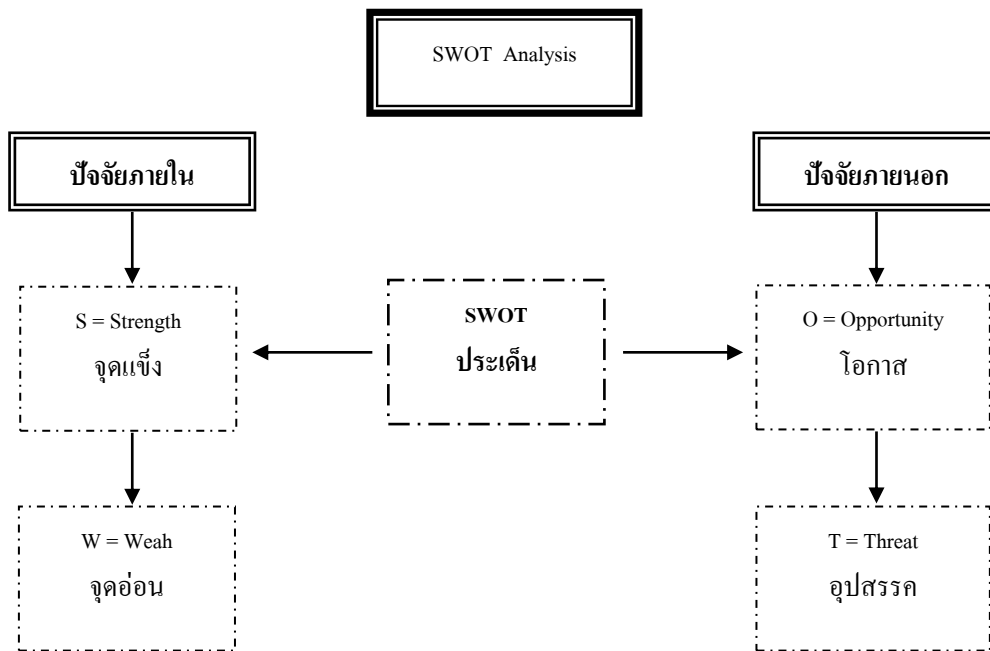 SWOT Analysis
ปัจจัยภายใน
ปัจจัยภายนอก
S = Strength
จุดแข็ง
SWOT
ประเด็น
O = Opportunity
โอกาส
W = Weah
จุดอ่อน
T = Threat
อุปสรรค